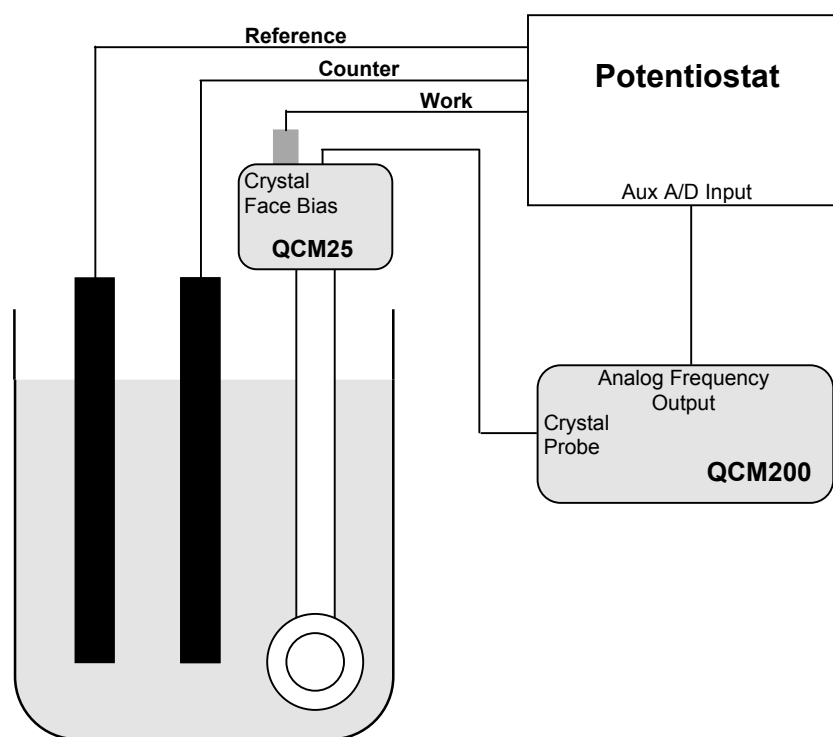 Reference
Counter
Work
Potentiostat
Aux A/D Input
Crystal
Face Bias
QCM25
Analog Frequency
Output
Crystal
Probe
QCM200